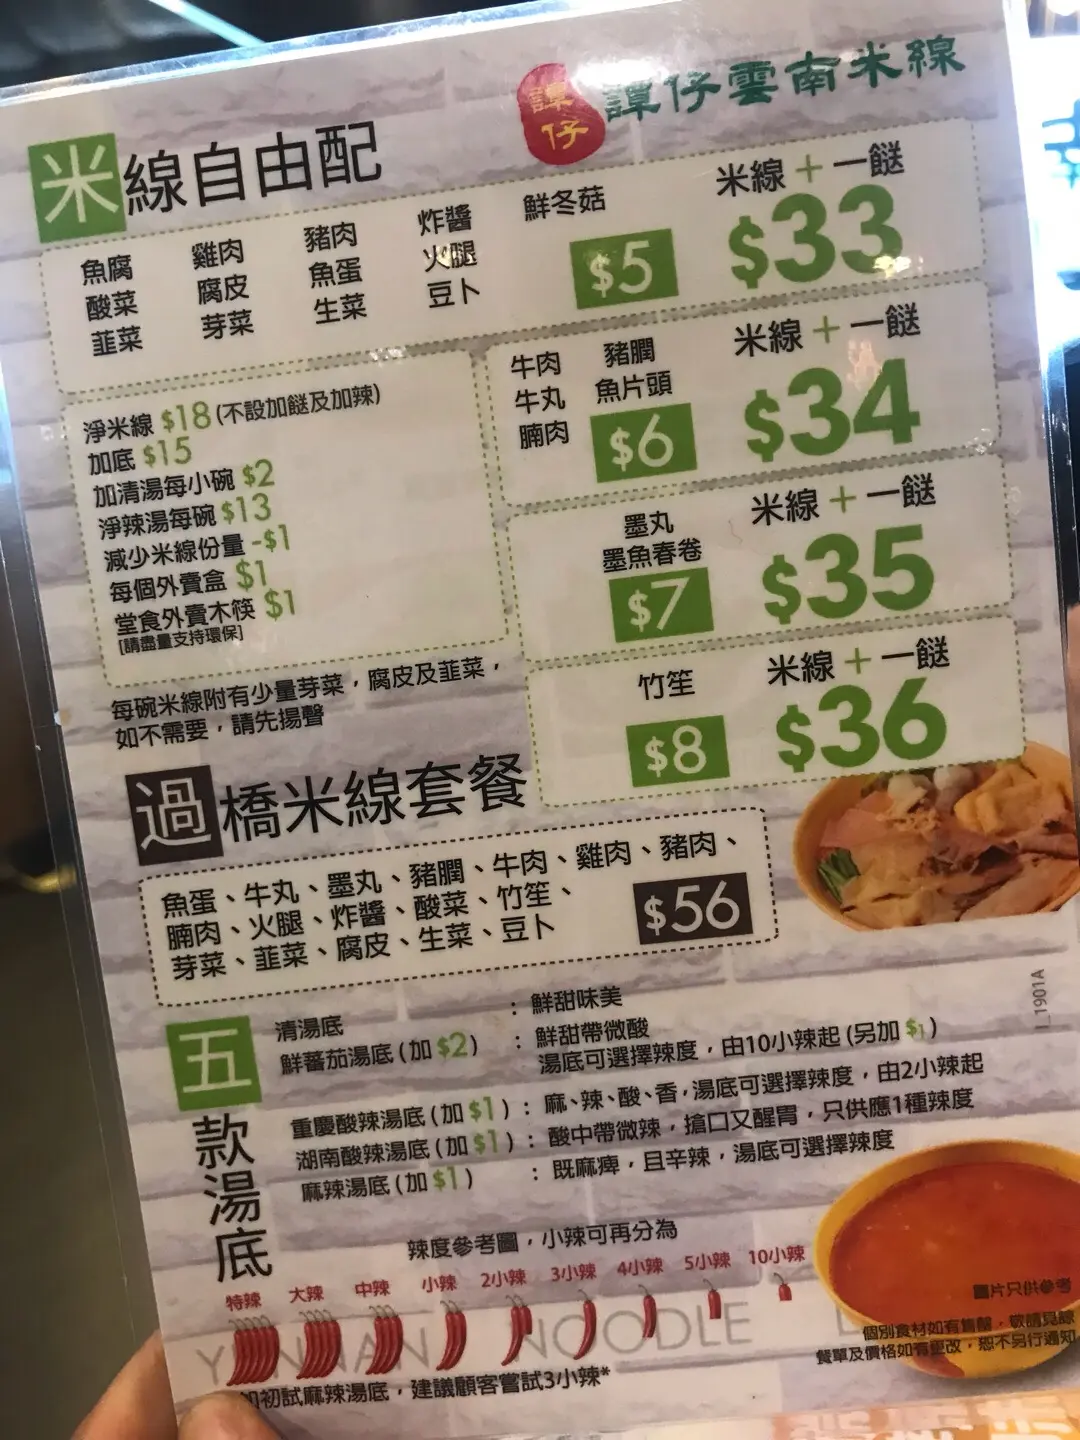 譚仔
譚仔雲南米線
米線自由配
魚腐 雞肉 豬肉 炸醬 鮮冬菇
酸菜 腐皮 魚蛋 火腿
韮菜 芽菜 生菜 豆卜
$5
米線+一餸
$33
淨米線 $18 (不設加餸及加辣)
加底 $15
加清湯每小碗 $2
淨辣湯每碗 $13
減少米線份量 -$1
每個外賣盒 $1
堂食外賣木筷 $1
[請盡量支持環保]
牛肉 豬膶
牛丸 魚片頭
腩肉 $6
米線+一餸
$34
墨丸
墨魚春卷
$7
米線+一餸
$35
竹笙
$8
米線+一餸
$36
每碗米線附有少量芽菜，腐皮及韮菜，
如不需要，請先揚聲
過橋米線套餐
魚蛋、牛丸、墨丸、豬膶、牛肉、雞肉、豬肉、
腩肉、火腿、炸醬、酸菜、竹笙、
芽菜、韮菜、腐皮、生菜、豆卜
$56
I_1901A
五款湯底
清湯底 : 鮮甜味美
鮮蕃茄湯底 (加 $2) : 鮮甜帶微酸
湯底可選擇辣度，由10小辣起 (另加 $1)
重慶酸辣湯底 (加 $1) : 麻、辣、酸、香，湯底可選擇辣度，由2小辣起
湖南酸辣湯底 (加 $1) : 酸中帶微辣，搶口又醒胃，只供應1種辣度
麻辣湯底 (加 $1) : 既麻痺，且辛辣，湯底可選擇辣度
辣度參考圖，小辣可再分為
特辣 大辣 中辣 小辣 2小辣 3小辣 4小辣 5小辣 10小辣
YUNNAN NOODLE
如初試麻辣湯底，建議顧客嘗試3小辣*
圖片只供參考
個別食材如有售罄，敬請見諒
餐單及價格如有更改，恕不另行通知